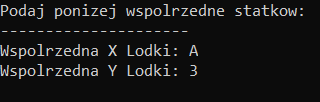 Podaj ponizej wspolrzedne statkow:
---------------------
Wspolrzedna X Lodki: A
Wspolrzedna Y Lodki: 3